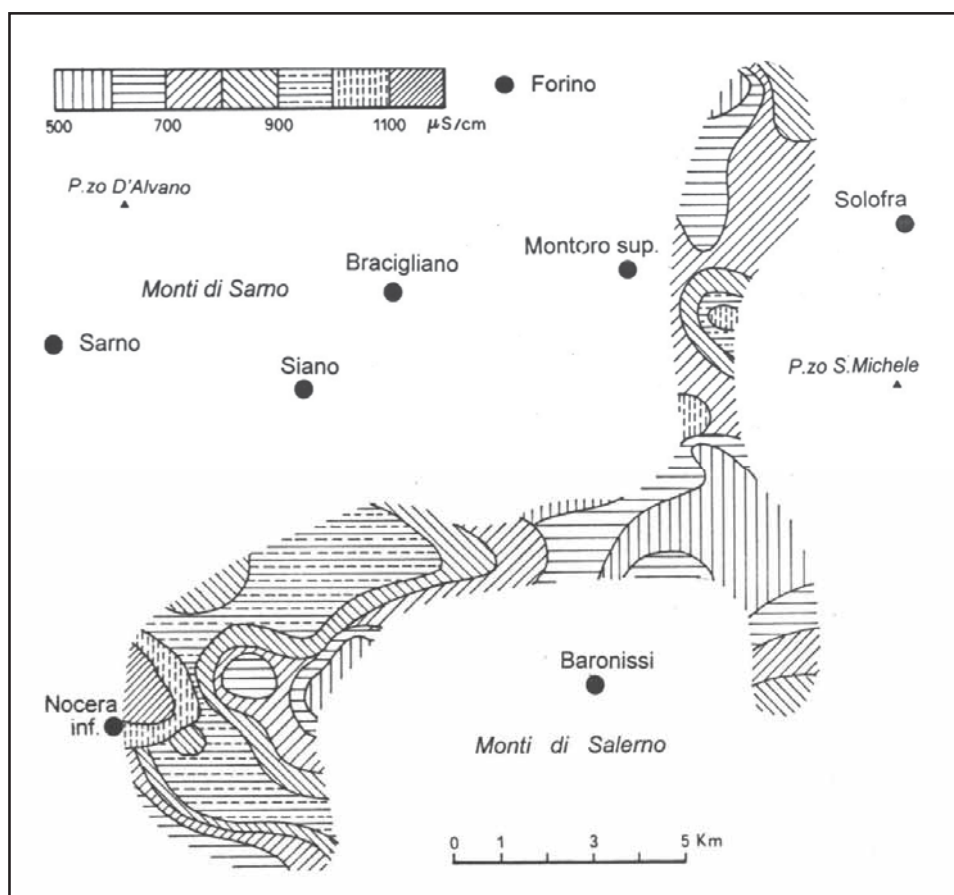 500 700 900 1100 μS/cm
Forino
P.zo D'Alvano
Solofra
Montoro sup.
Bracigliano
Monti di Sarno
Sarno
Siano
P.zo S.Michele
Baronissi
Nocera
inf.
Monti di Salerno
0 1 3 5 Km